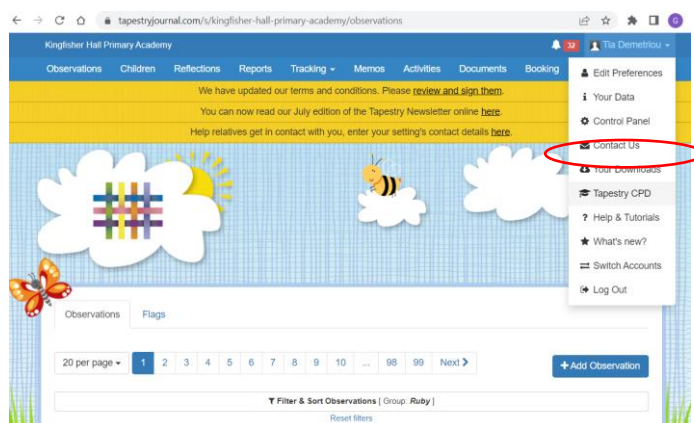 tapestryjournal.com/s/kingfisher-hall-primary-academy/observations
G
Kingfisher Hall Primary Academy
32
Tia Demetriou
Observations Children Reflections Reports Tracking Memos Activities Documents Booking
We have updated our terms and conditions. Please review and sign them.
You can now read our July edition of the Tapestry Newsletter online here.
Help relatives get in contact with you, enter your setting's contact details here.
Edit Preferences
Your Data
Control Panel
Contact Us
Your Downloads
Tapestry CPD
? Help & Tutorials
What's new?
Switch Accounts
Log Out
Observations Flags
20 per page 1 2 3 4 5 6 7 8 9 10 ... 98 99 Next
+Add Observation
Filter & Sort Observations | Group: Ruby |
Reset filters